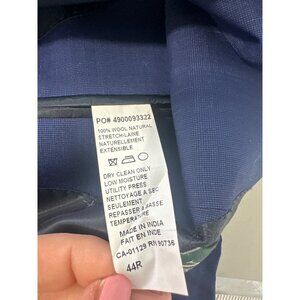 PO# 4900093322
100% WOOL NATURAL
STRETCH-LAINE
NATURELLEMENT
EXTENSIBLE
DRY CLEAN ONLY
LOW MOISTURE
UTILITY PRESS
NETTOYAGE A SEC
SEULEMENT
REPASSER A BASSE
TEMPERATURE
MADE IN INDIA
FAIT EN INDE
CA-01129 RN 90736
44R